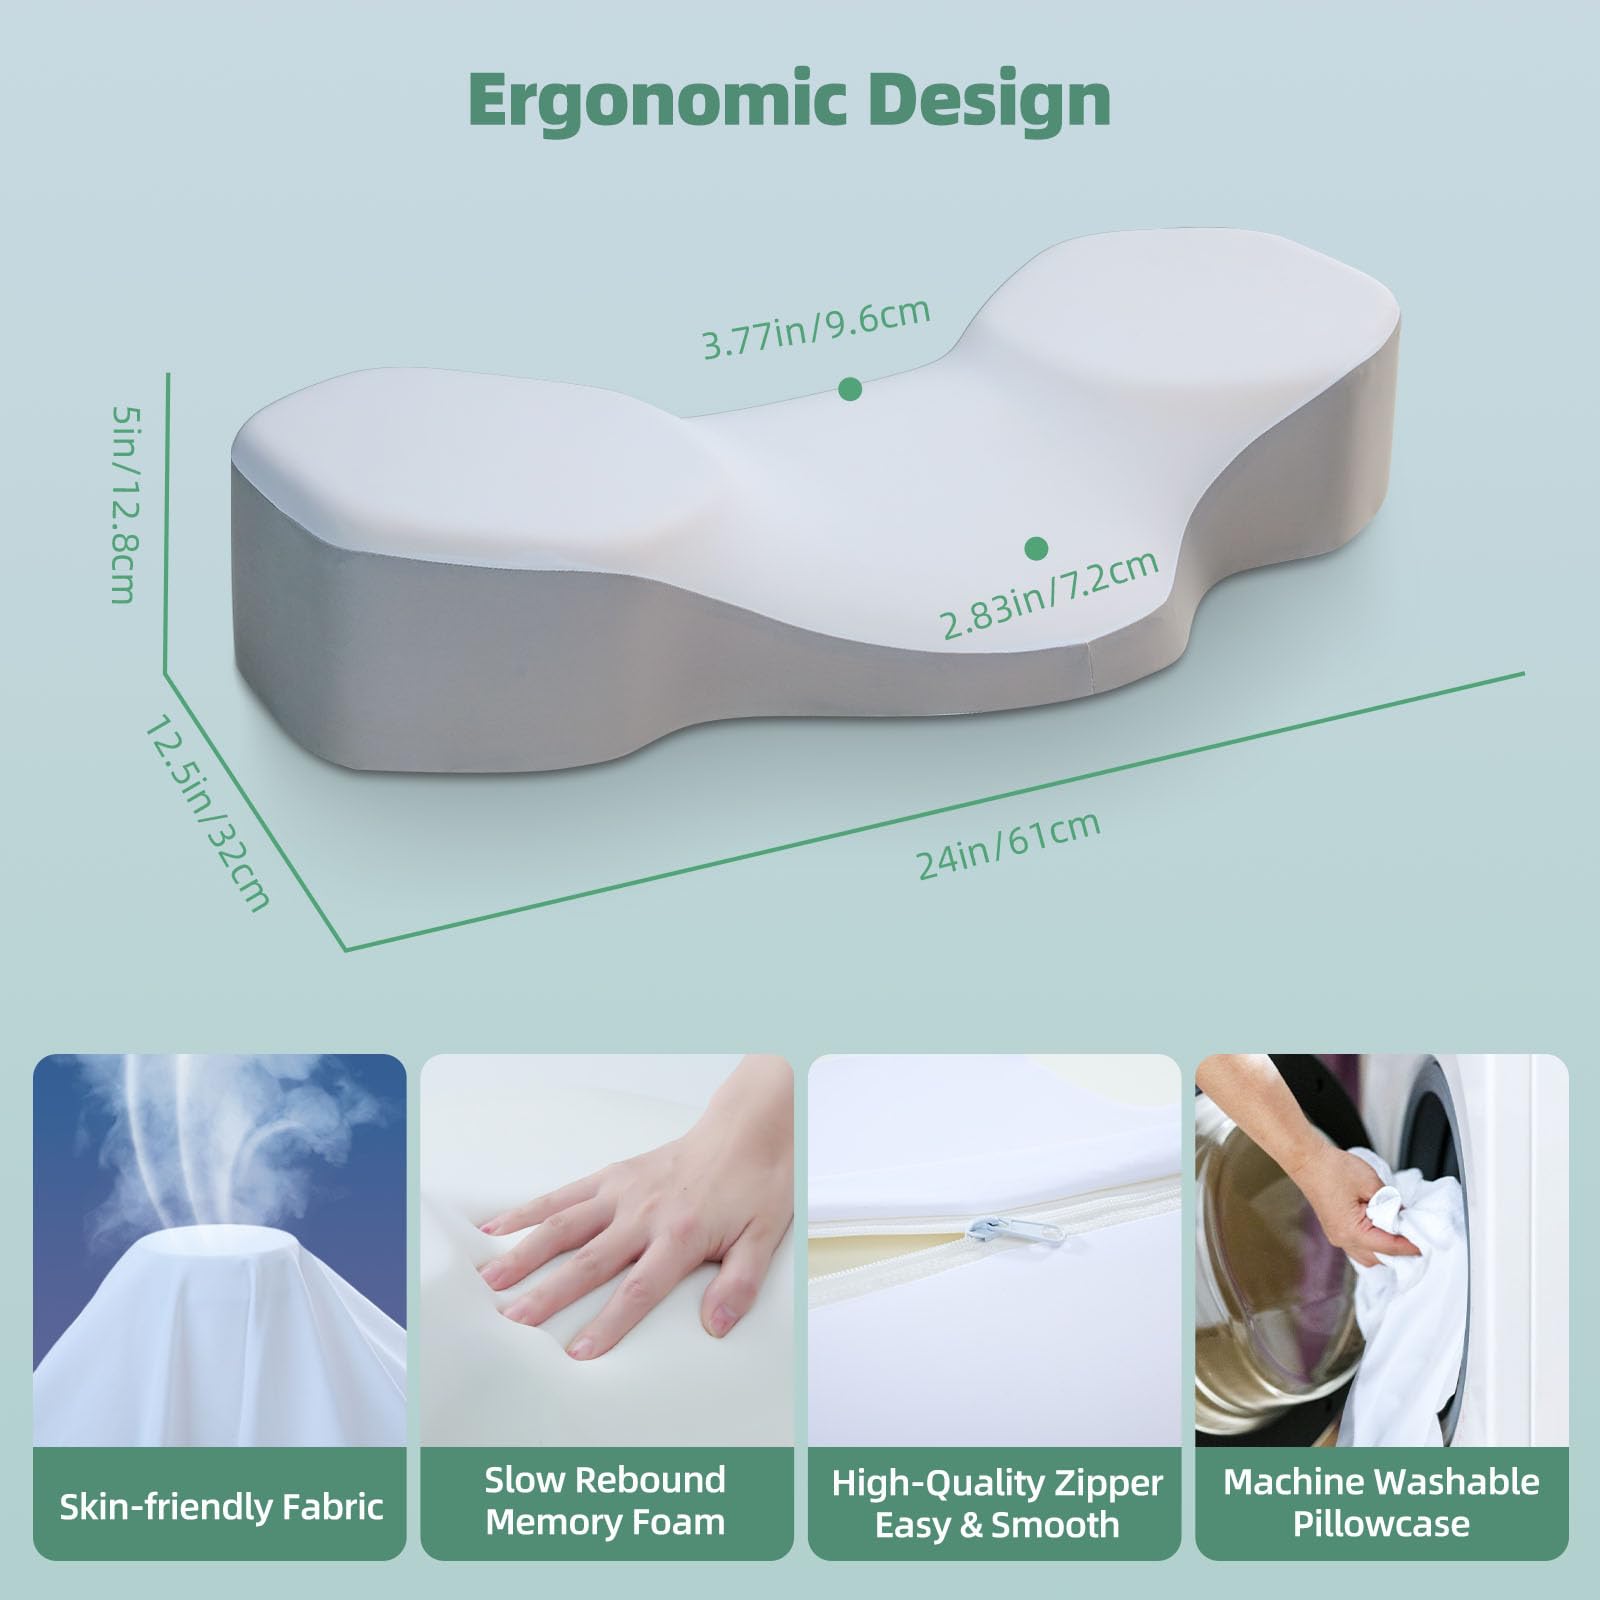 Ergonomic Design
3.77in/9.6cm
5in/12.8cm
2.83in/7.2cm
12.5in/32cm
24in/61cm
Skin-friendly Fabric
Slow Rebound
Memory Foam
High-Quality Zipper
Easy & Smooth
Machine Washable
Pillowcase